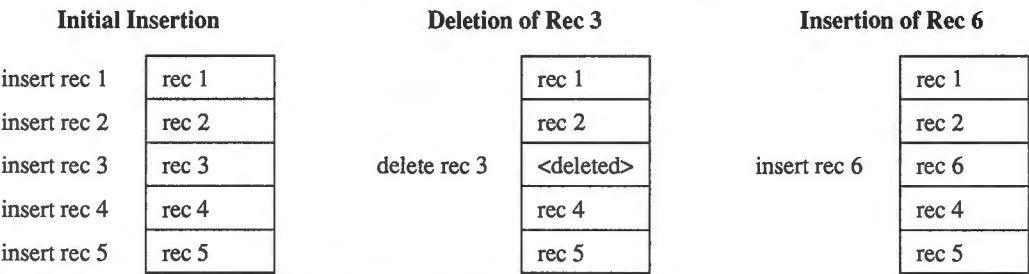 Initial Insertion
insert rec 1 rec 1
insert rec 2 rec 2
insert rec 3 rec 3
insert rec 4 rec 4
insert rec 5 rec 5
Deletion of Rec 3
rec 1
rec 2
delete rec 3 <deleted>
rec 4
rec 5
Insertion of Rec 6
rec 1
rec 2
insert rec 6 rec 6
rec 4
rec 5